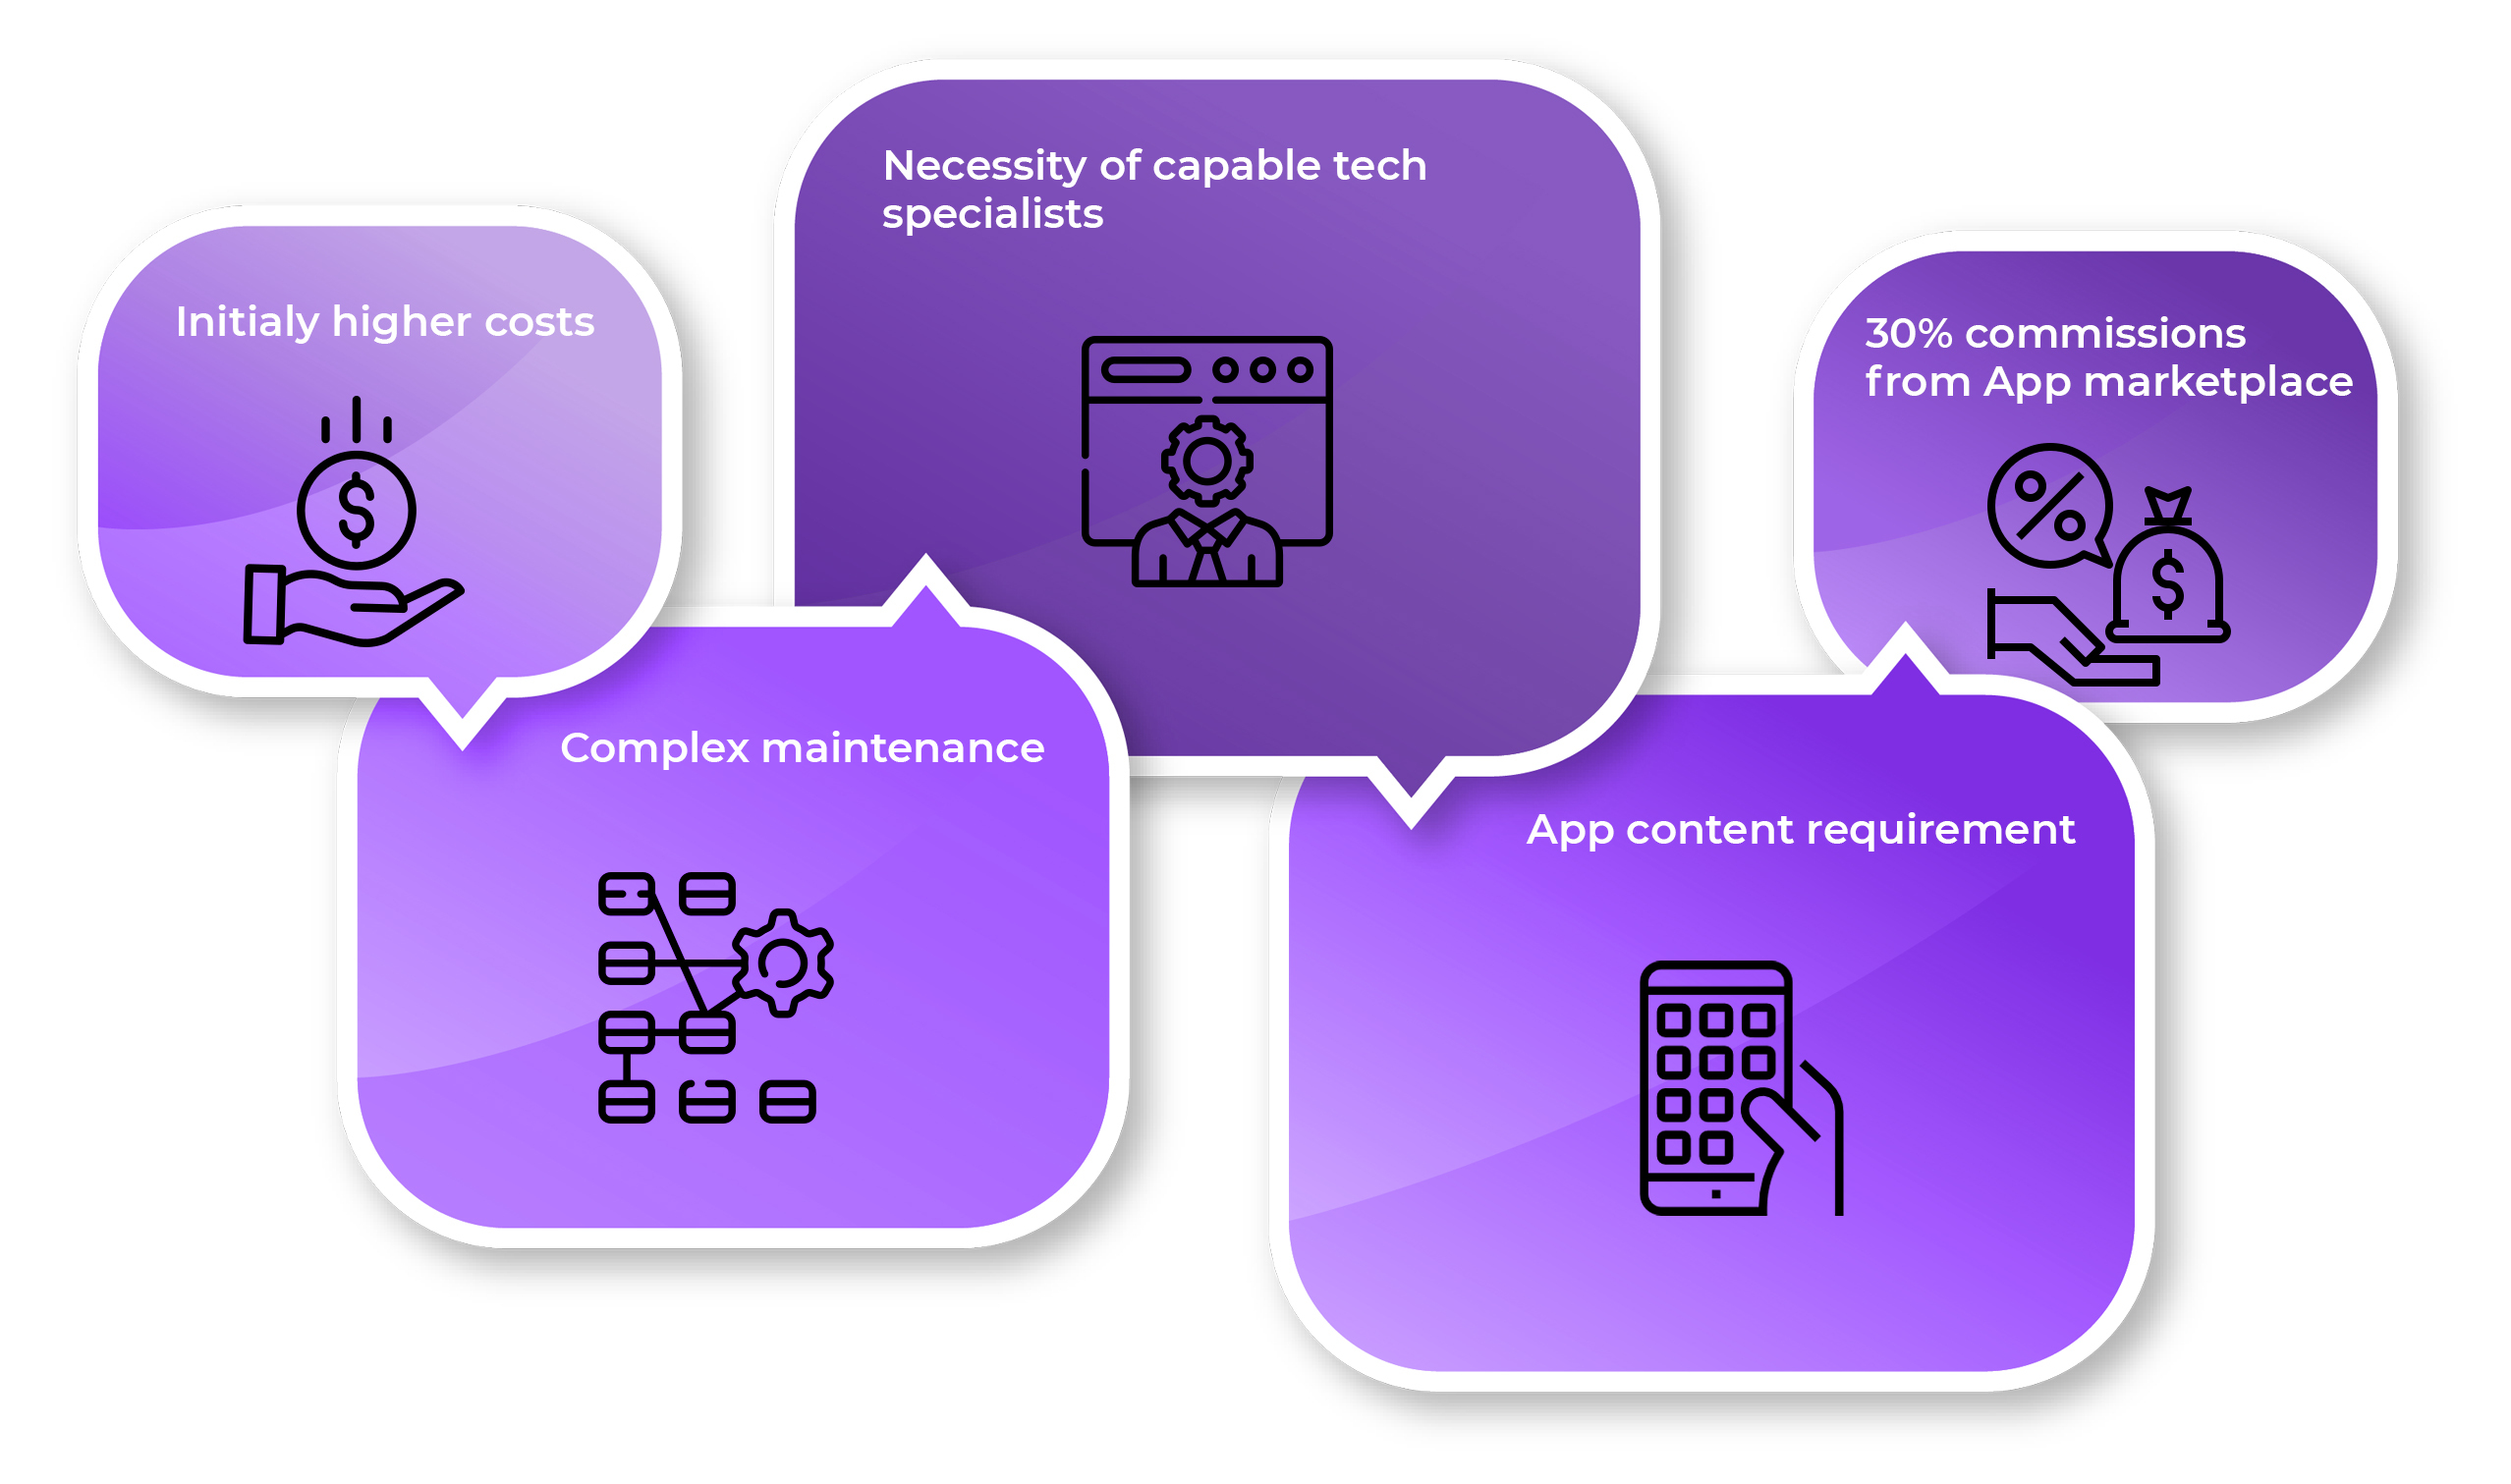 Initialy higher costs
Complex maintenance
Necessity of capable tech
specialists
App content requirement
30% commissions
from App marketplace